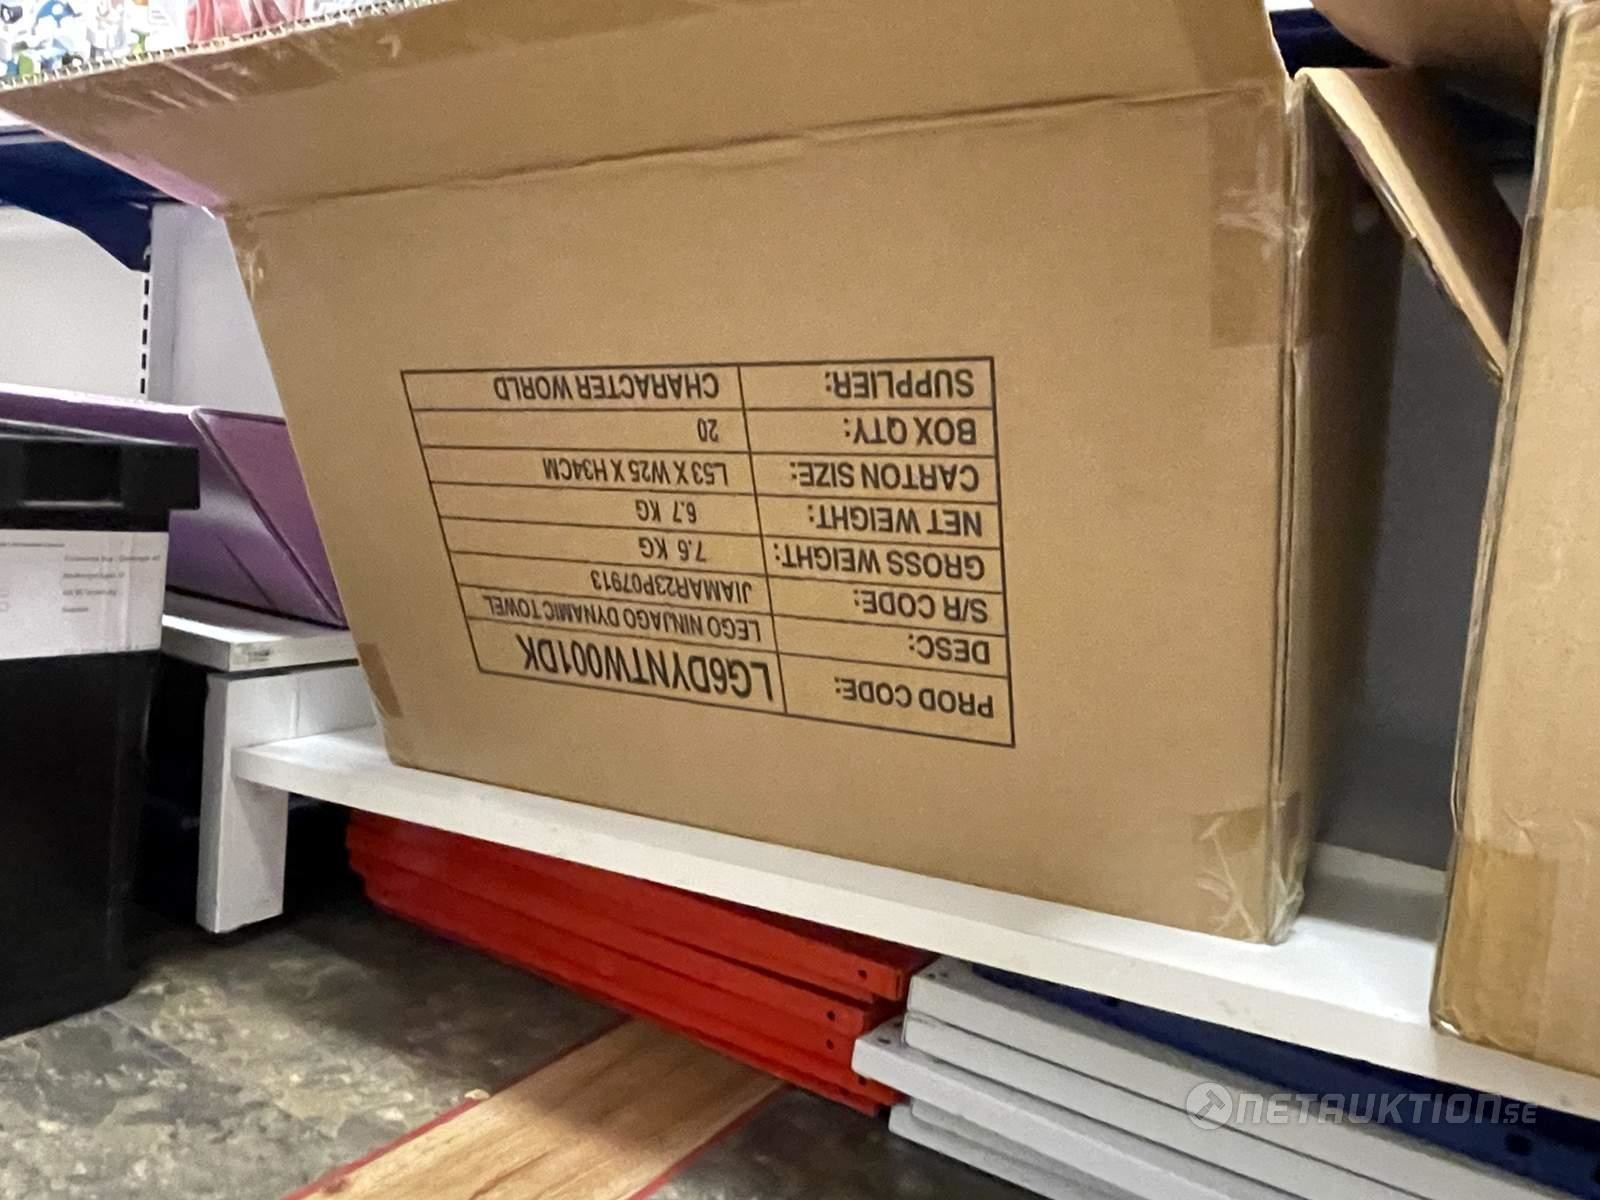 PROD CODE: LG6DYNTW001DK
DESC: LEGO NINJAGO DYNAMIC TOWEL
S/R CODE: JIAMAR23P07913
GROSS WEIGHT: 7.6 KG
NET WEIGHT: 6.7 KG
CARTON SIZE: L53 X W25 X H34CM
BOX QTY: 20
SUPPLIER: CHARACTER WORLD
NETAUKTION.SE